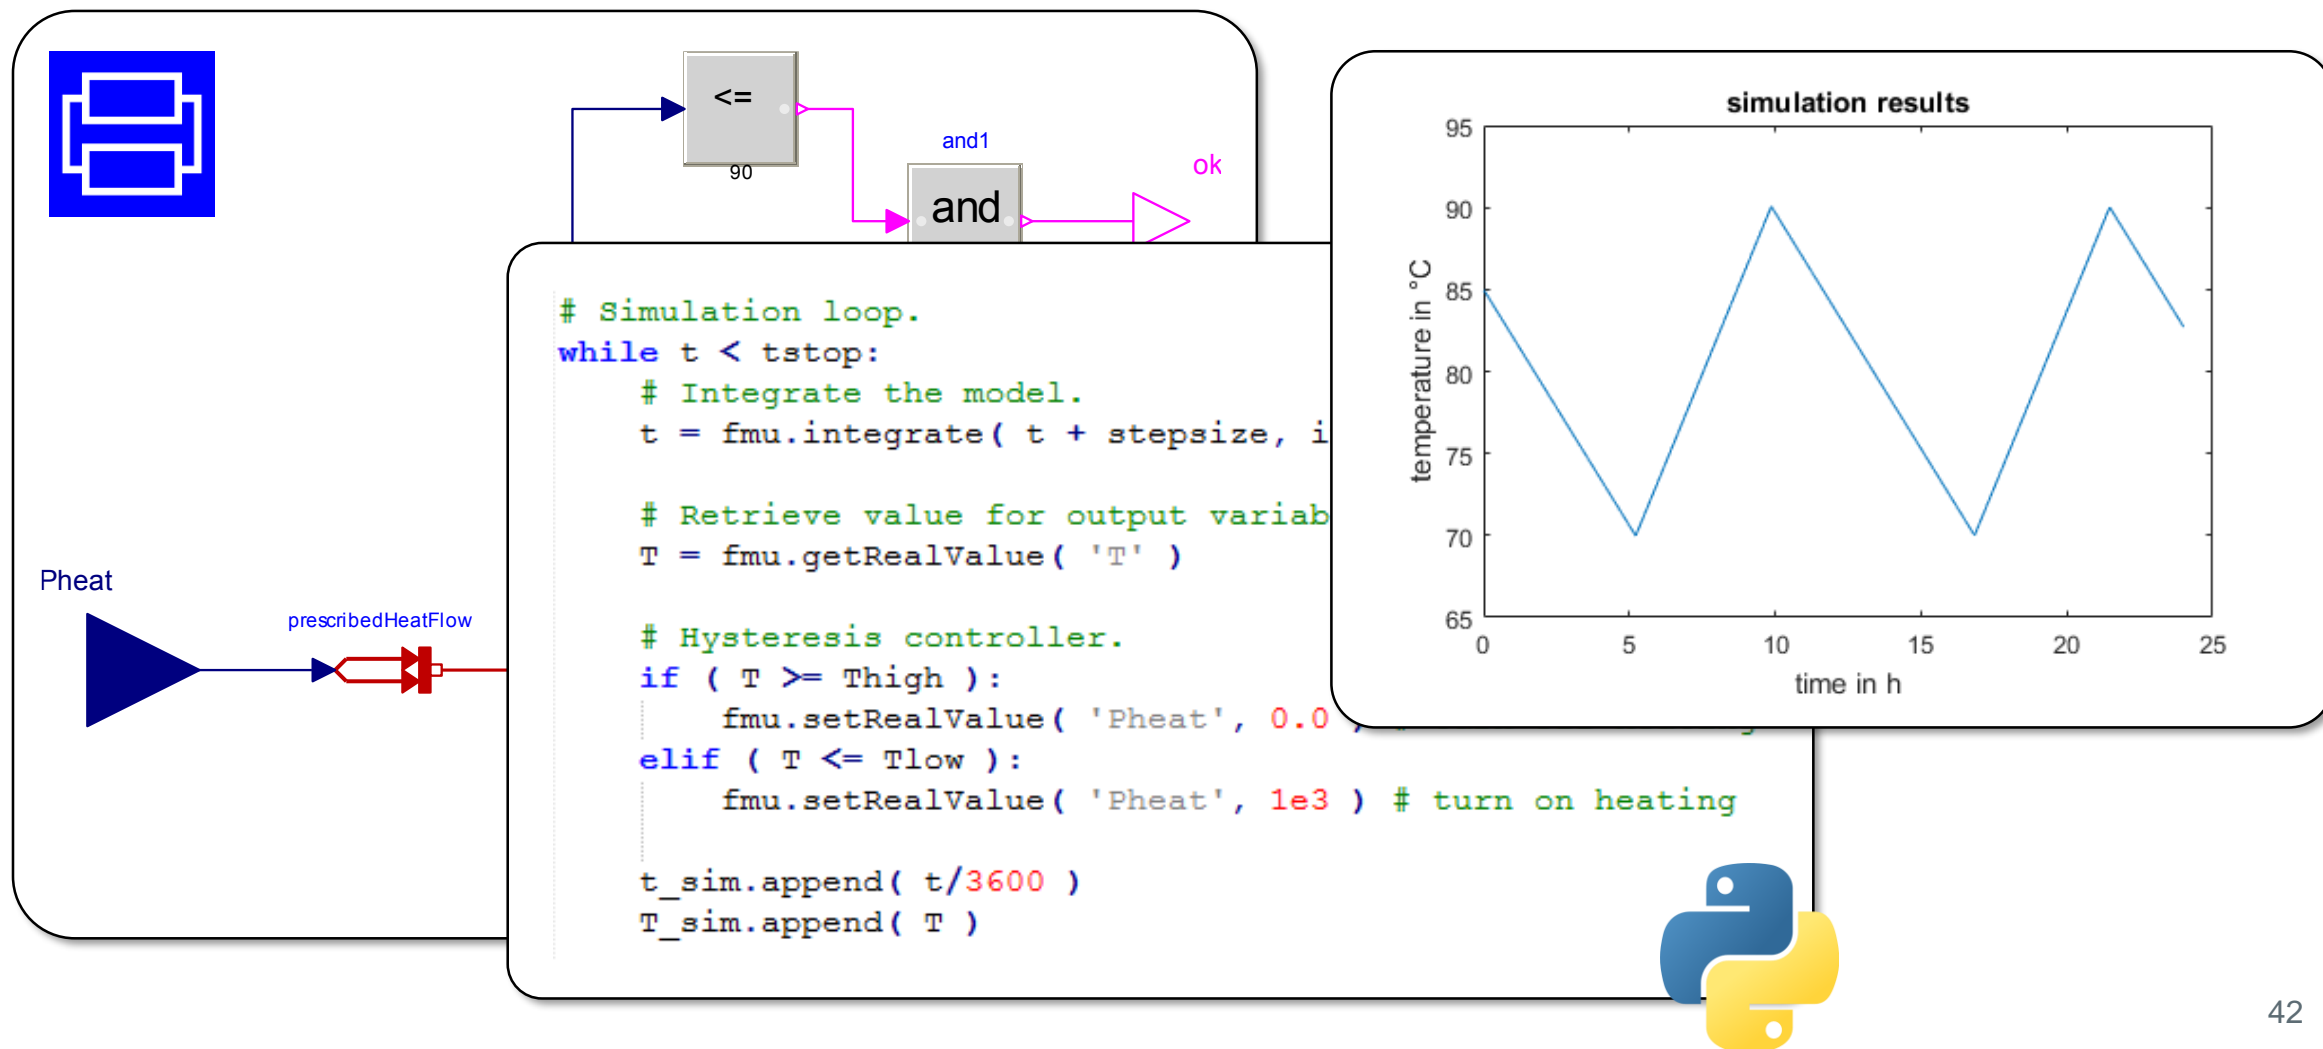 <=
90
and1
and
ok
Pheat
prescribedHeatFlow
# Simulation loop.
while t < tstop:
# Integrate the model.
t = fmu.integrate( t + stepsize, i
# Retrieve value for output variab
T = fmu.getRealValue( 'T' )
# Hysteresis controller.
if ( T >= Thigh ):
fmu.setRealValue( 'Pheat', 0.0
elif ( T <= Tlow ):
fmu.setRealValue( 'Pheat', 1e3 ) # turn on heating
t_sim.append( t/3600 )
T_sim.append( T )
simulation results
95
90
85
80
75
70
65
temperature in °C
0 5 10 15 20 25
time in h
42